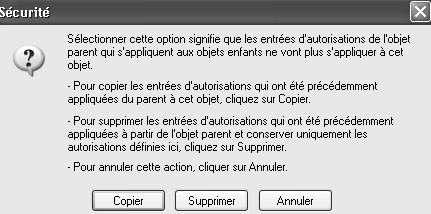 Sécurité
Sélectionner cette option signifie que les entrées d'autorisations de l'objet
parent qui s'appliquent aux objets enfants ne vont plus s'appliquer à cet
objet.
- Pour copier les entrées d'autorisations qui ont été précédemment
appliquées du parent à cet objet, cliquez sur Copier.
- Pour supprimer les entrées d'autorisations qui ont été précédemment
appliquées à partir de l'objet parent et conserver uniquement les
autorisations définies ici, cliquez sur Supprimer.
- Pour annuler cette action, cliquer sur Annuler.
Copier Supprimer Annuler